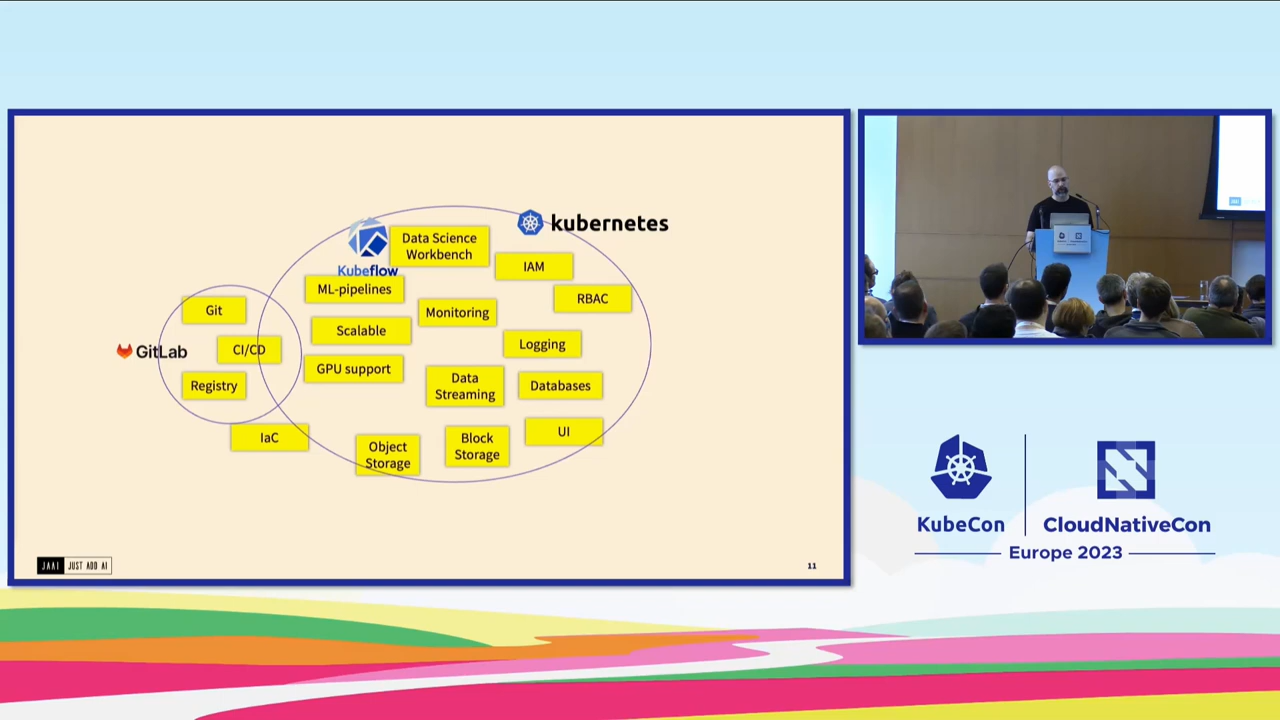 kubernetes
Data Science
Workbench
Kubeflow
IAM
ML-pipelines
RBAC
Git
Monitoring
Scalable
Logging
GitLab
CI/CD
GPU support
Registry
Data
Streaming
Databases
IaC
UI
Object
Storage
Block
Storage
JAAI JUST ADD AI
11
KubeCon
CloudNativeCon
Europe 2023